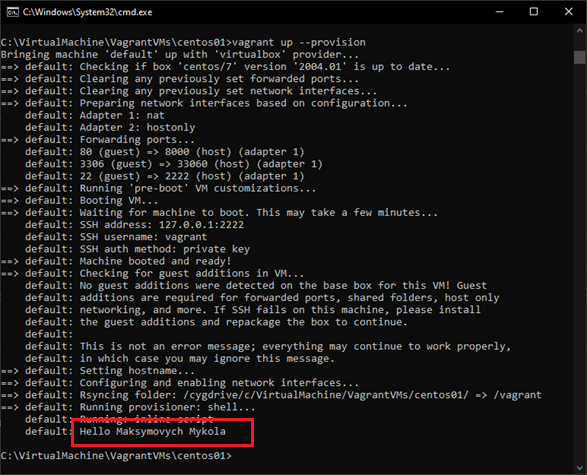 C:\Windows\System32\cmd.exe
C:\VirtualMachine\VagrantVMs\centos01>vagrant up --provision
Bringing machine 'default' up with 'virtualbox' provider...
==> default: Checking if box 'centos/7' version '2004.01' is up to date...
==> default: Clearing any previously set forwarded ports...
==> default: Clearing any previously set network interfaces...
==> default: Preparing network interfaces based on configuration...
    default: Adapter 1: nat
    default: Adapter 2: hostonly
==> default: Forwarding ports...
    default: 80 (guest) => 8000 (host) (adapter 1)
    default: 3306 (guest) => 33060 (host) (adapter 1)
    default: 22 (guest) => 2222 (host) (adapter 1)
==> default: Running 'pre-boot' VM customizations...
==> default: Booting VM...
==> default: Waiting for machine to boot. This may take a few minutes...
    default: SSH address: 127.0.0.1:2222
    default: SSH username: vagrant
    default: SSH auth method: private key
==> default: Machine booted and ready!
==> default: Checking for guest additions in VM...
    default: No guest additions were detected on the base box for this VM! Guest
    default: additions are required for forwarded ports, shared folders, host only
    default: networking, and more. If SSH fails on this machine, please install
    default: the guest additions and repackage the box to continue.
    default:
    default: This is not an error message; everything may continue to work properly,
    default: in which case you may ignore this message.
==> default: Setting hostname...
==> default: Configuring and enabling network interfaces...
==> default: Rsyncing folder: /cygdrive/c/VirtualMachine/VagrantVMs/centos01/ => /vagrant
==> default: Running provisioner: shell...
    default: Running: inline script
    default: Hello Maksymovych Mykola
C:\VirtualMachine\VagrantVMs\centos01>